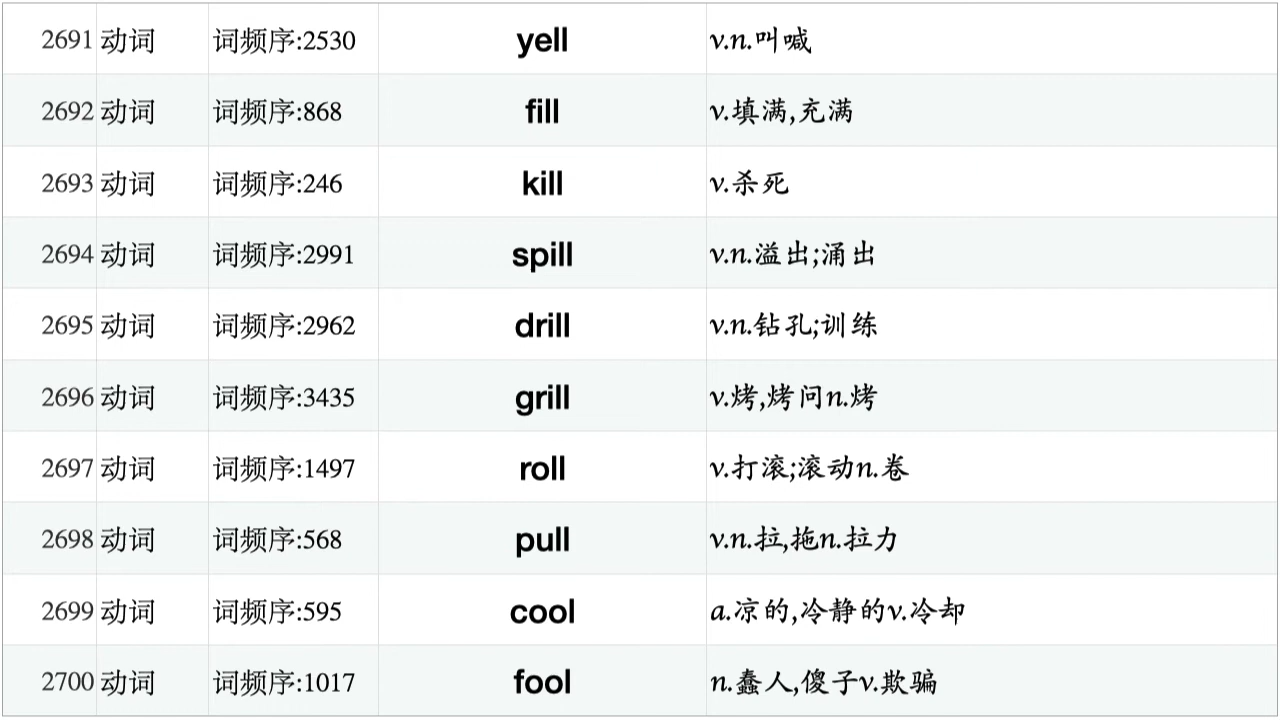 2691 动词 词频序:2530 yell v.n.叫喊
2692 动词 词频序:868 fill v.填满,充满
2693 动词 词频序:246 kill v.杀死
2694 动词 词频序:2991 spill v.n.溢出;涌出
2695 动词 词频序:2962 drill v.n.钻孔;训练
2696 动词 词频序:3435 grill v.烤,烤问n.烤
2697 动词 词频序:1497 roll v.打滚;滚动n.卷
2698 动词 词频序:568 pull v.n.拉,拖n.拉力
2699 动词 词频序:595 cool a.凉的,冷静的v.冷却
2700 动词 词频序:1017 fool n.蠢人,傻子v.欺骗